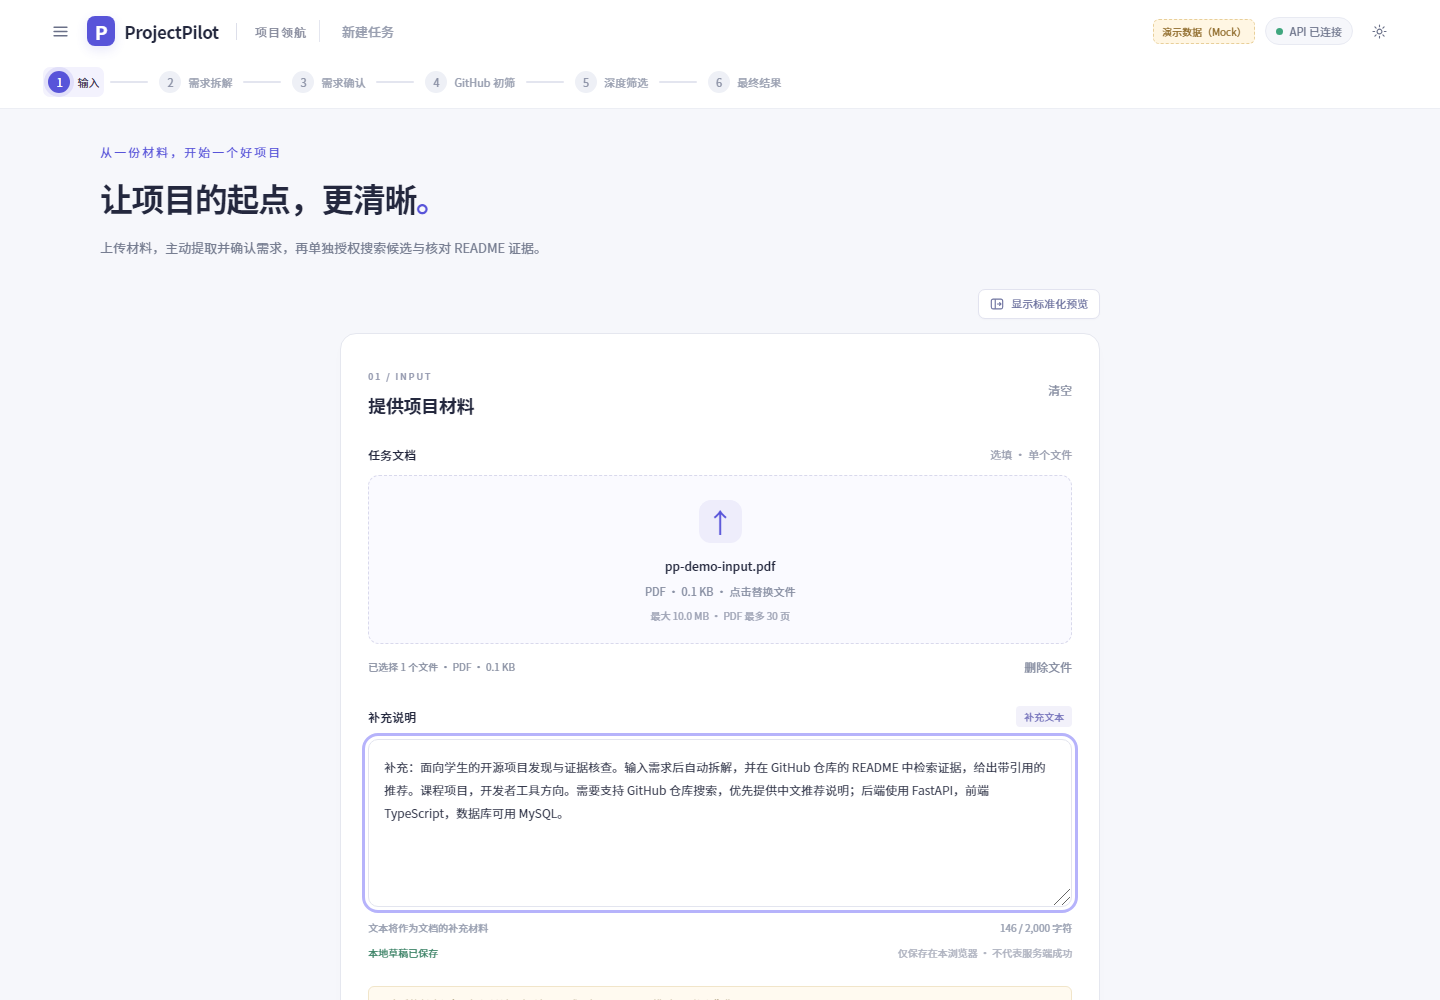 P ProjectPilot 项目领航 新建任务 演示数据（Mock） API 已连接
1 输入 2 需求拆解 3 需求确认 4 GitHub 初筛 5 深度筛选 6 最终结果
从一份材料，开始一个好项目
让项目的起点，更清晰。
上传材料，主动提取并确认需求，再单独授权搜索候选与核对 README 证据。
显示标准化预览
01 / INPUT
提供项目材料
清空
任务文档 选填 · 单个文件
pp-demo-input.pdf
PDF · 0.1 KB · 点击替换文件
最大 10.0 MB · PDF 最多 30 页
已选择 1 个文件 · PDF · 0.1 KB 删除文件
补充说明 补充文本
补充：面向学生的开源项目发现与证据核查。输入需求后自动拆解，并在 GitHub 仓库的 README 中检索证据，给出带引用的
推荐。课程项目，开发者工具方向。需要支持 GitHub 仓库搜索，优先提供中文推荐说明；后端使用 FastAPI，前端
TypeScript，数据库可用 MySQL。
文本将作为文档的补充材料 146 / 2,000 字符
本地草稿已保存 仅保存在本浏览器 · 不代表服务端成功